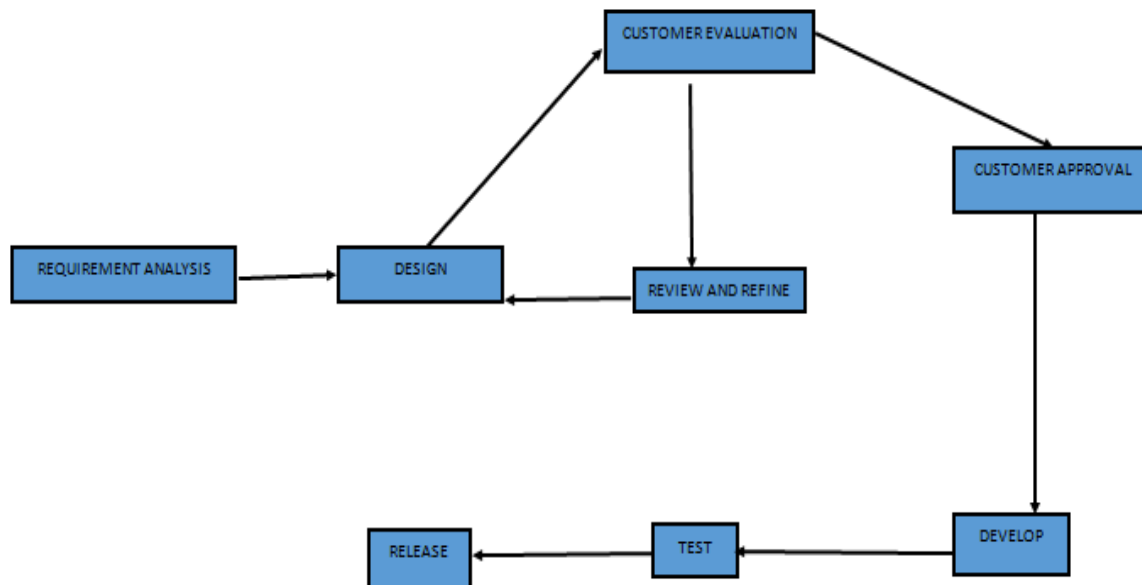 CUSTOMER EVALUATION
CUSTOMER APPROVAL
REQUIREMENT ANALYSIS
DESIGN
REVIEW AND REFINE
RELEASE
TEST
DEVELOP